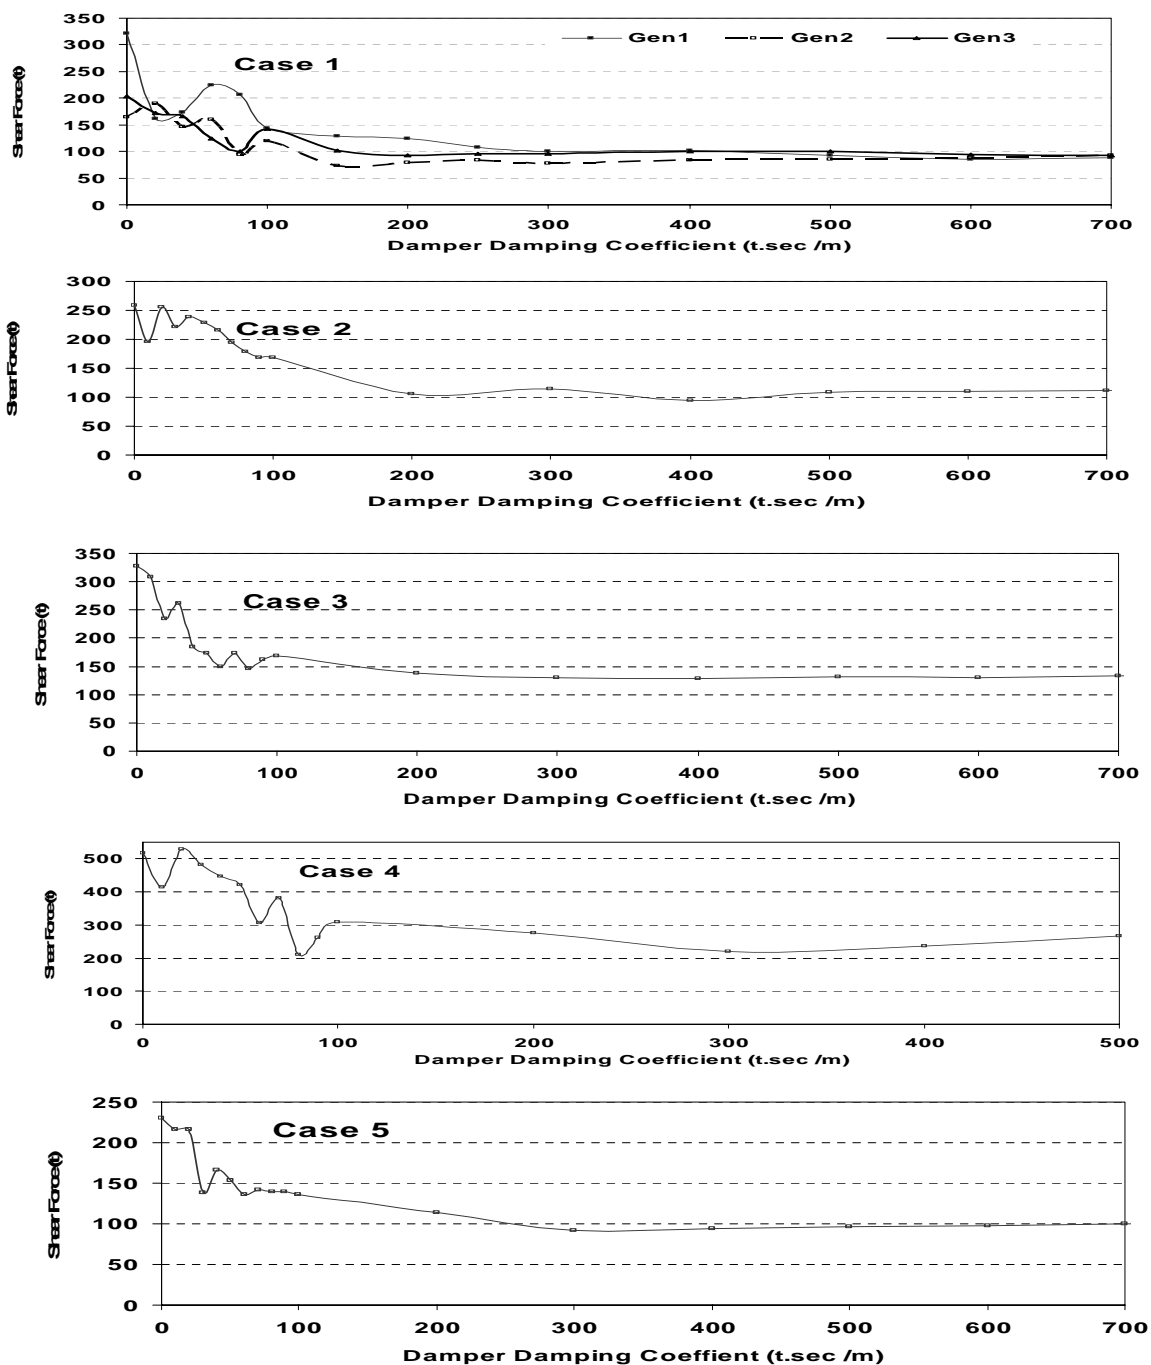 350
300
250
200
150
100
50
0
Shear Force(t)
Gen1 Gen2 Gen3
Case 1
0 100 200 300 400 500 600 700
Damper Damping Coefficient (t.sec /m)
300
250
200
150
100
50
0
Shear Force(t)
Case 2
0 100 200 300 400 500 600 700
Damper Damping Coefficient (t.sec /m)
350
300
250
200
150
100
50
0
Shear Force(t)
Case 3
0 100 200 300 400 500 600 700
Damper Damping Coefficient (t.sec /m)
500
400
300
200
100
0
Shear Force(t)
Case 4
0 100 200 300 400 500
Damper Damping Coefficient (t.sec /m)
250
200
150
100
50
0
Shear Force(t)
Case 5
0 100 200 300 400 500 600 700
Damper Damping Coeffient (t.sec /m)